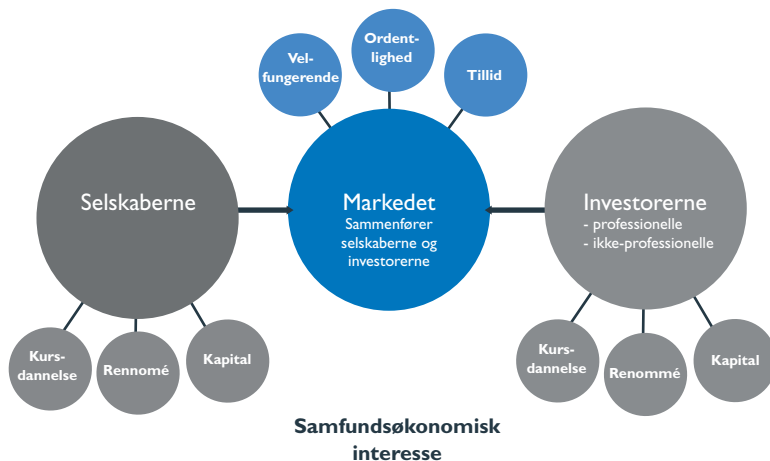 Vel-
fungerende
Ordent-
lighed
Tillid
Selskaberne
Markedet
Sammenfører
selskaberne og
investorerne
Investorerne
- professionelle
- ikke-professionelle
Kurs-
dannelse
Rennomé
Kapital
Kurs-
dannelse
Renommé
Kapital
Samfundsøkonomisk
interesse